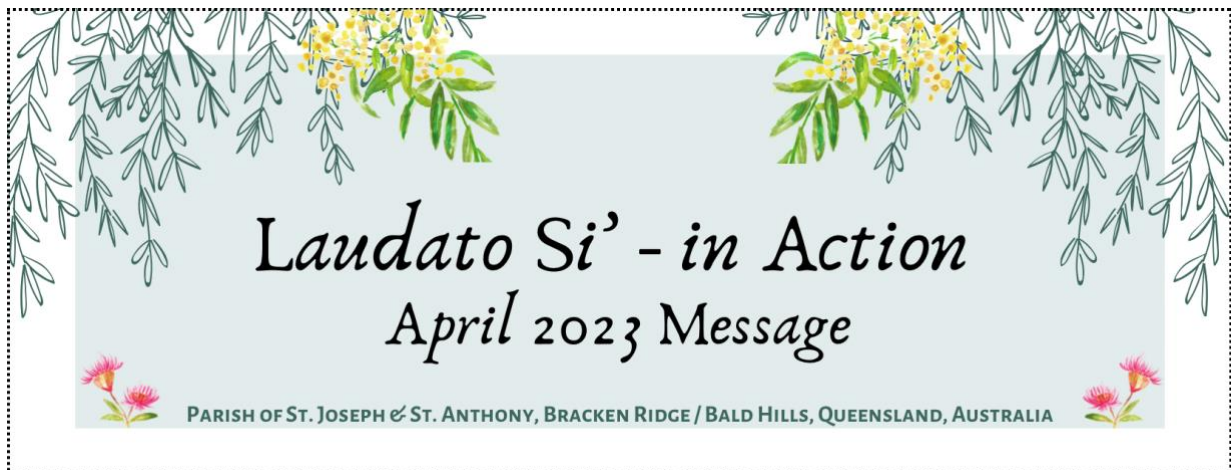 Laudato Si’ - in Action
April 2023 Message
PARISH OF ST. JOSEPH & ST. ANTHONY, BRACKEN RIDGE / BALD HILLS, QUEENSLAND, AUSTRALIA